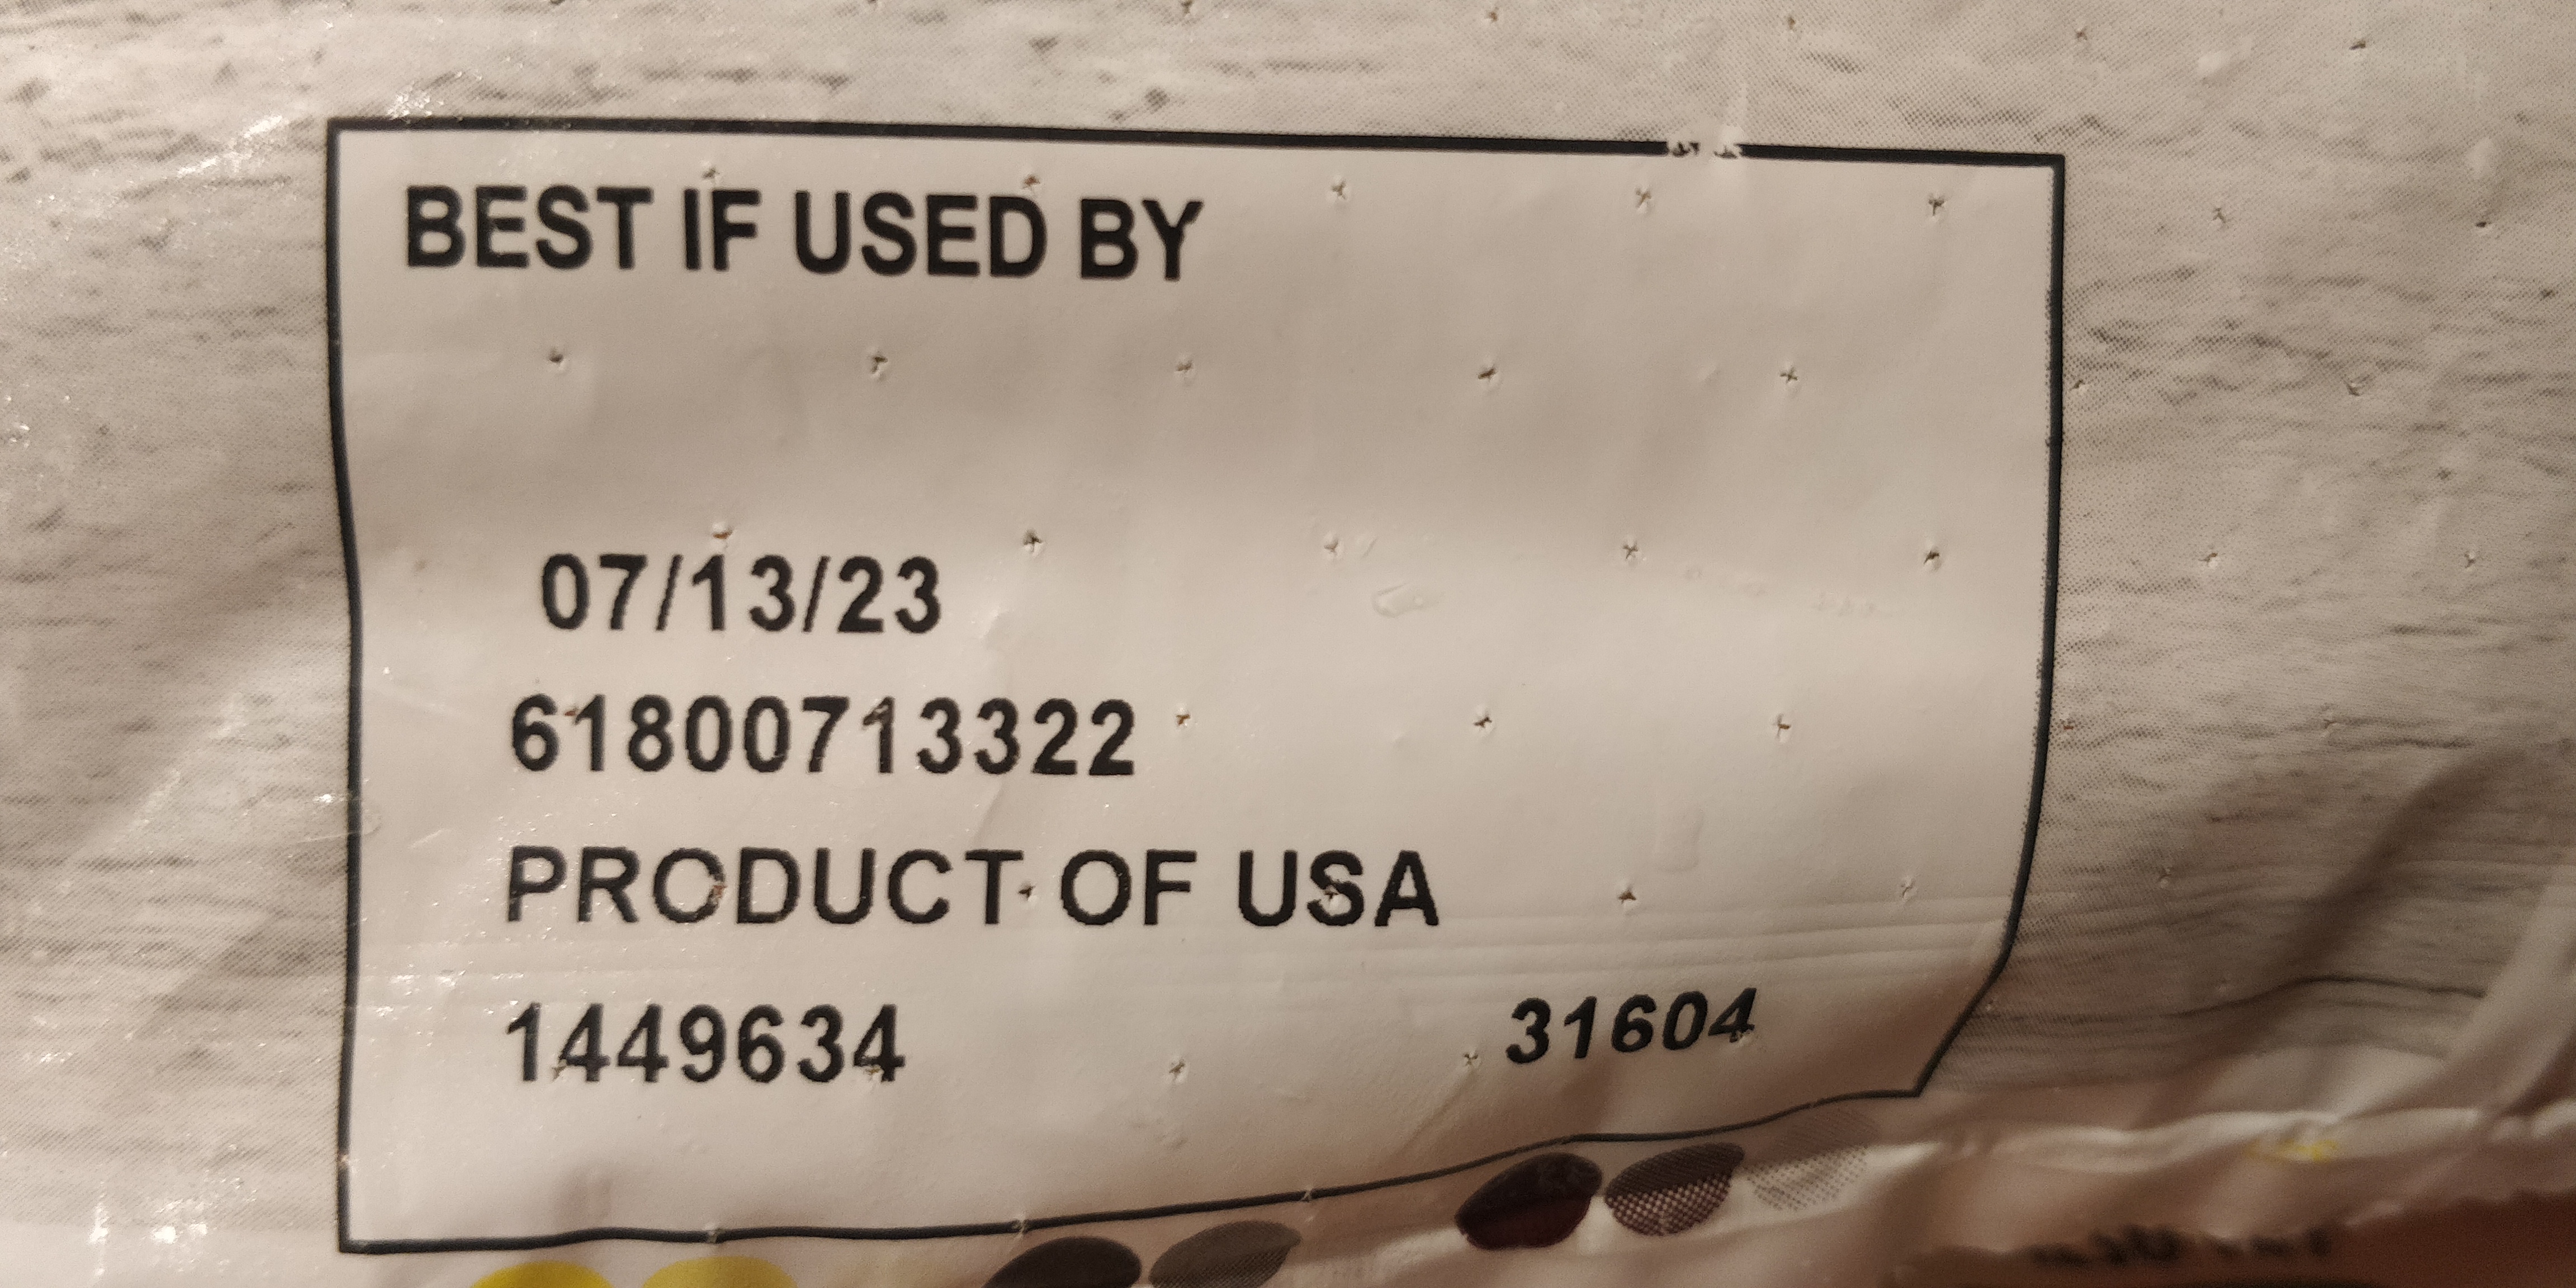 BEST IF USED BY
07/13/23
61800713322
PRODUCT OF USA
1449634 31604